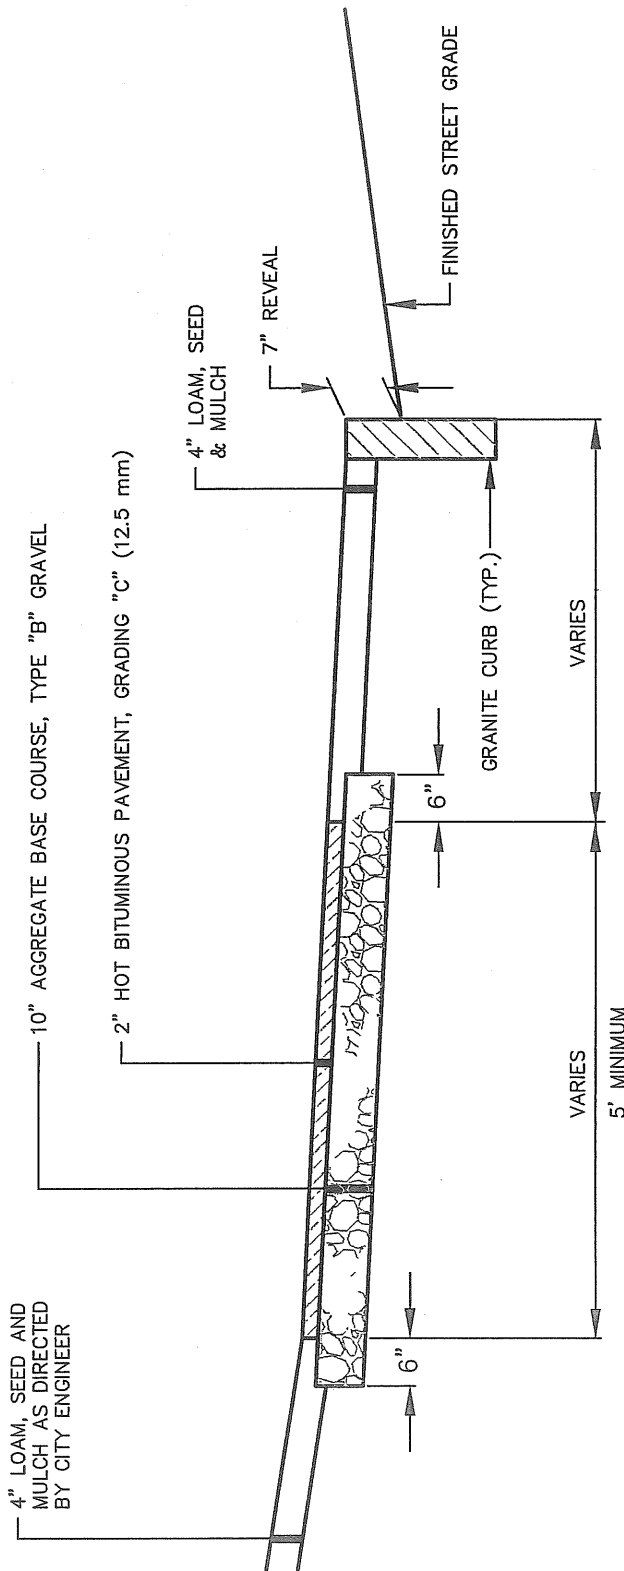 4" LOAM, SEED AND
MULCH AS DIRECTED
BY CITY ENGINEER
10" AGGREGATE BASE COURSE, TYPE "B" GRAVEL
2" HOT BITUMINOUS PAVEMENT, GRADING "C" (12.5 mm)
4" LOAM, SEED
& MULCH
7" REVEAL
FINISHED STREET GRADE
GRANITE CURB (TYP.)
6"
6"
VARIES
5' MINIMUM
VARIES